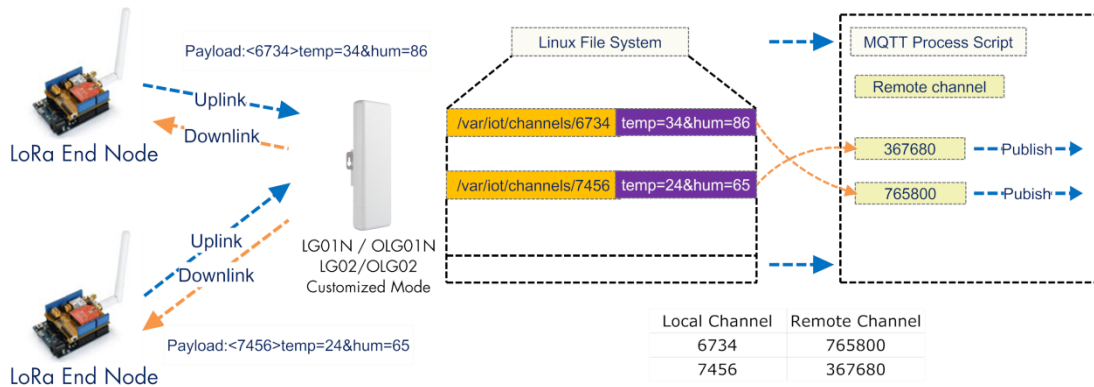 Payload:<6734>temp=34&hum=86
Uplink
Downlink
LoRa End Node
Uplink
Downlink
Payload:<7456>temp=24&hum=65
LoRa End Node
LG01N / OLG01N
LG02/OLG02
Customized Mode
Linux File System
/var/iot/channels/6734 temp=34&hum=86
/var/iot/channels/7456 temp=24&hum=65
MQTT Process Script
Remote channel
367680 Publish
765800 Pubish
Local Channel Remote Channel
6734 765800
7456 367680